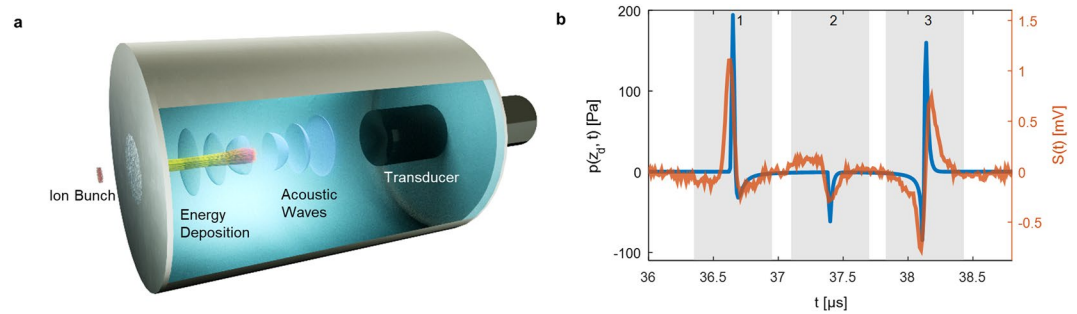 a
Ion Bunch
Energy
Deposition
Acoustic
Waves
Transducer
b
1
2
3
200
100
0
-100
p(z_d, t) [Pa]
36
36.5
37
37.5
38
38.5
t [μs]
1.5
1
0.5
0
-0.5
S(t) [mV]